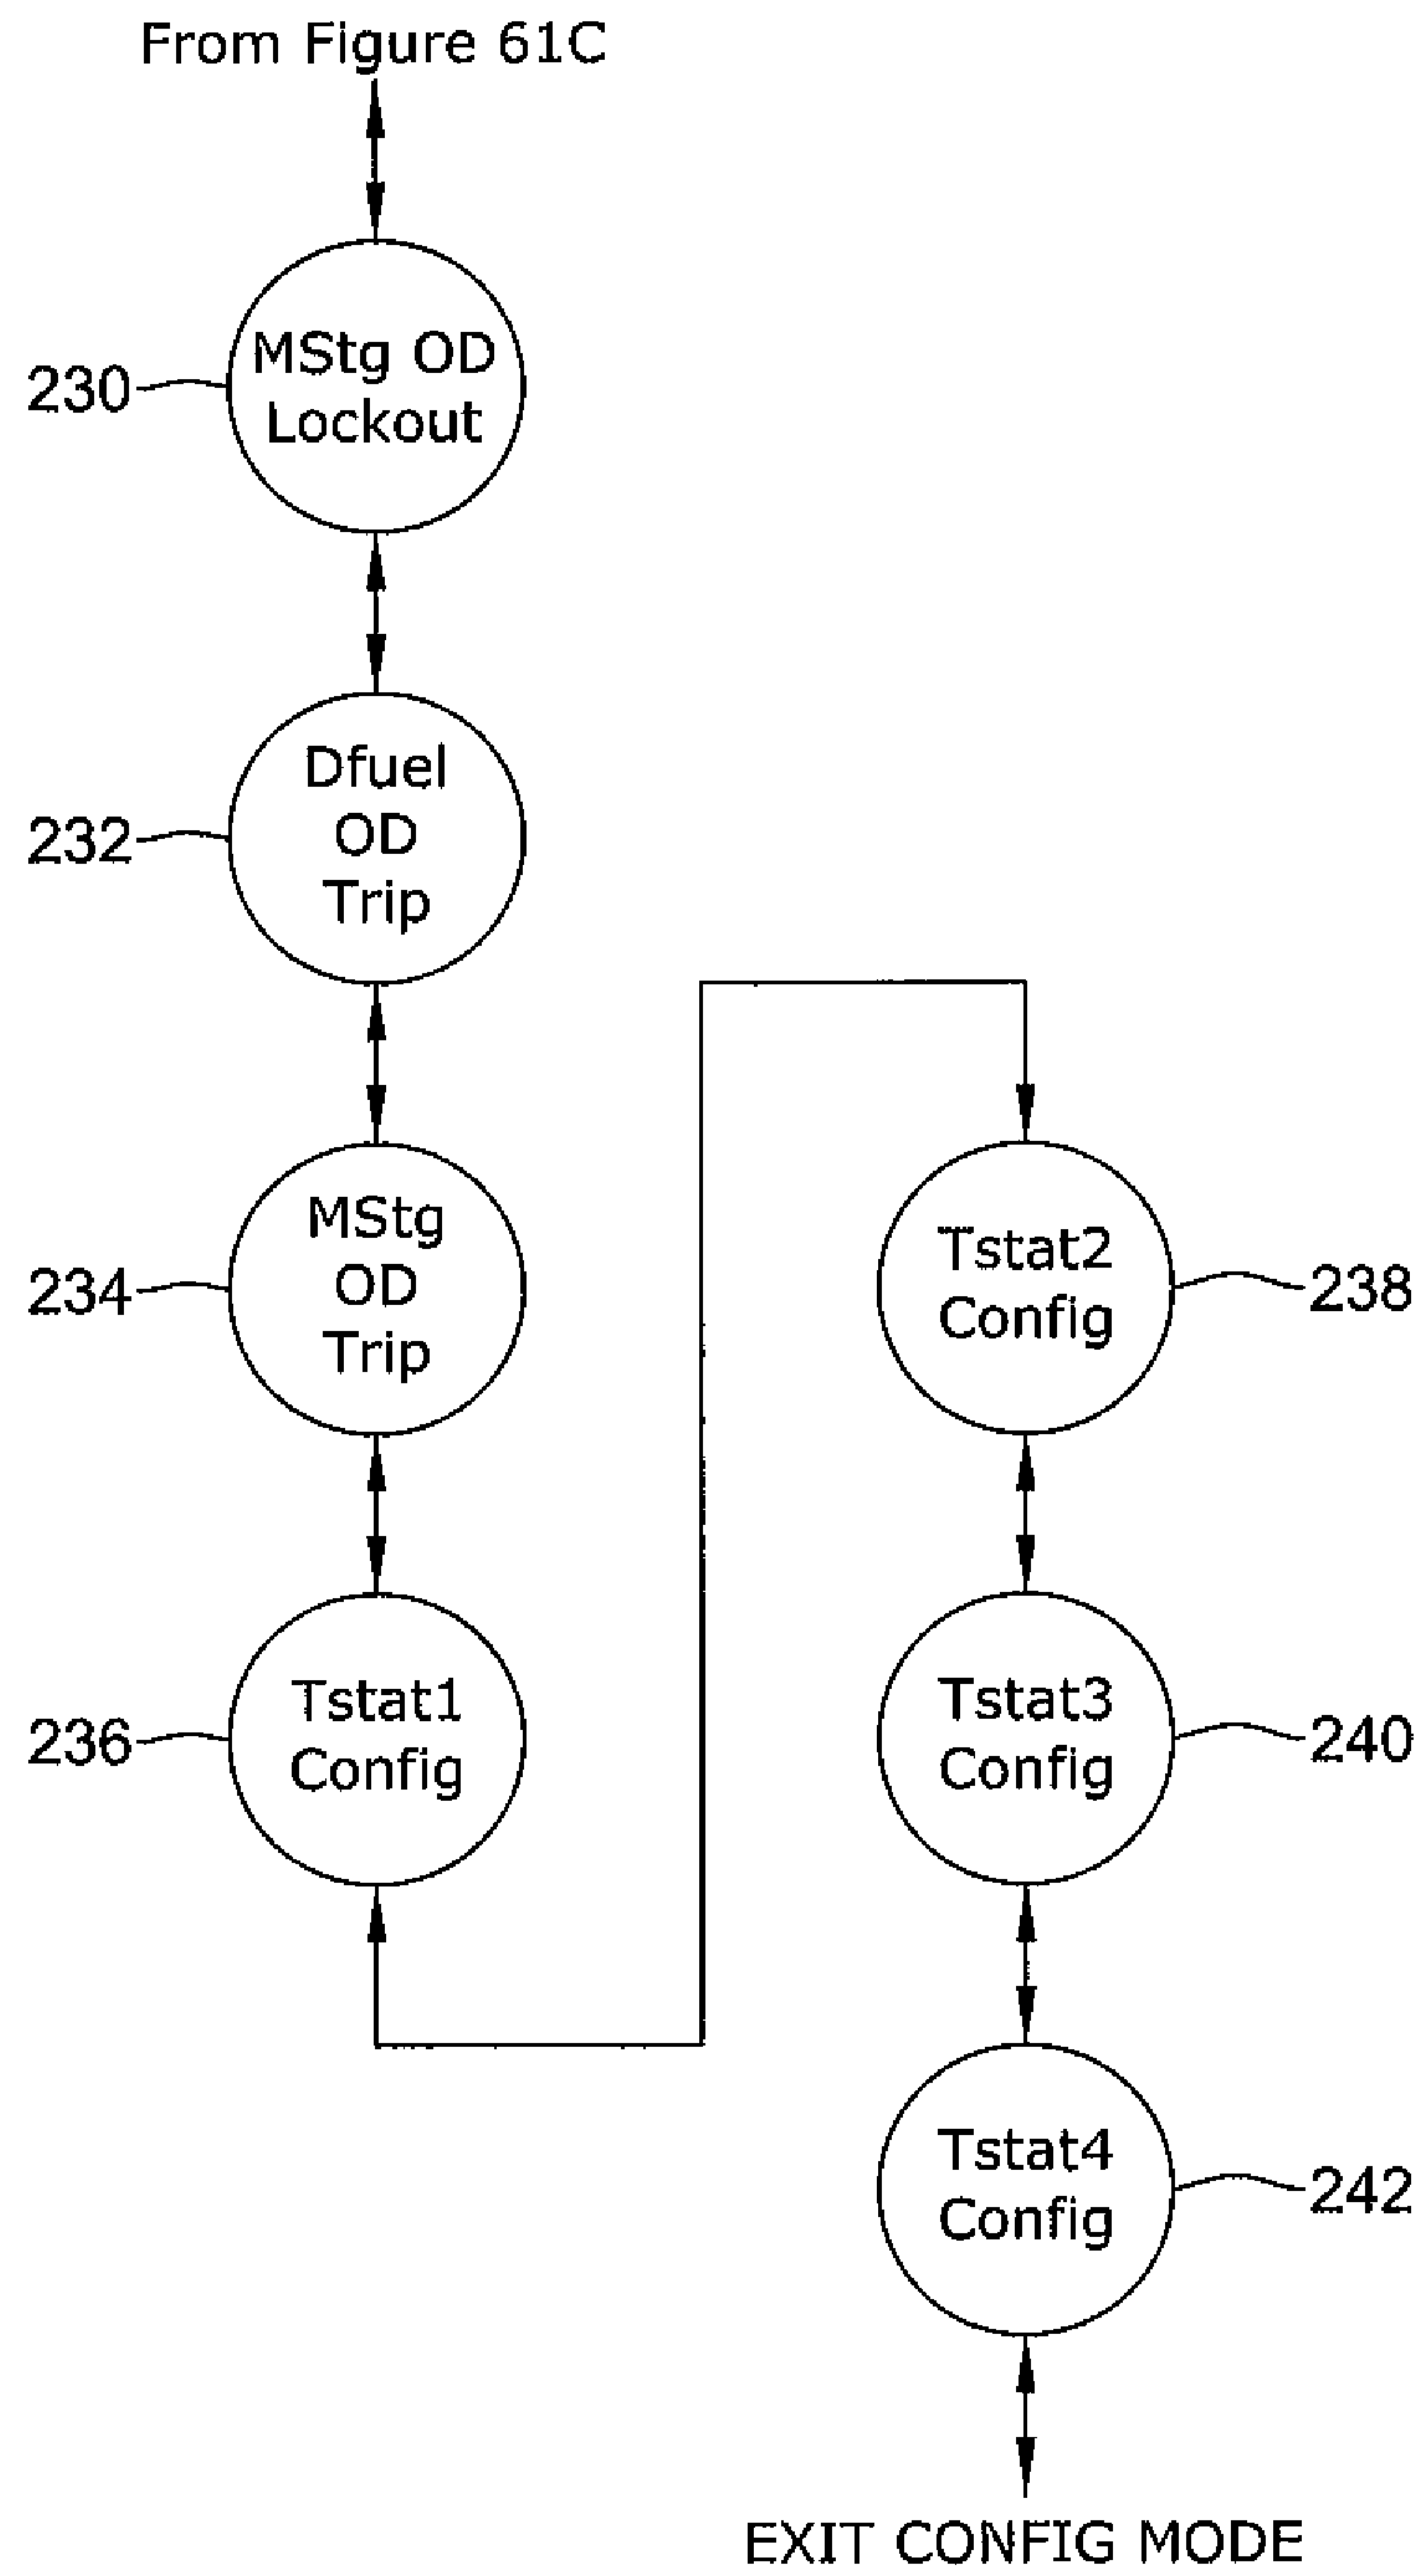 From Figure 61C
MStg OD
Lockout
230
Dfuel
OD
Trip
232
MStg
OD
Trip
234
Tstat1
Config
236
Tstat2
Config
238
Tstat3
Config
240
Tstat4
Config
242
EXIT CONFIG MODE